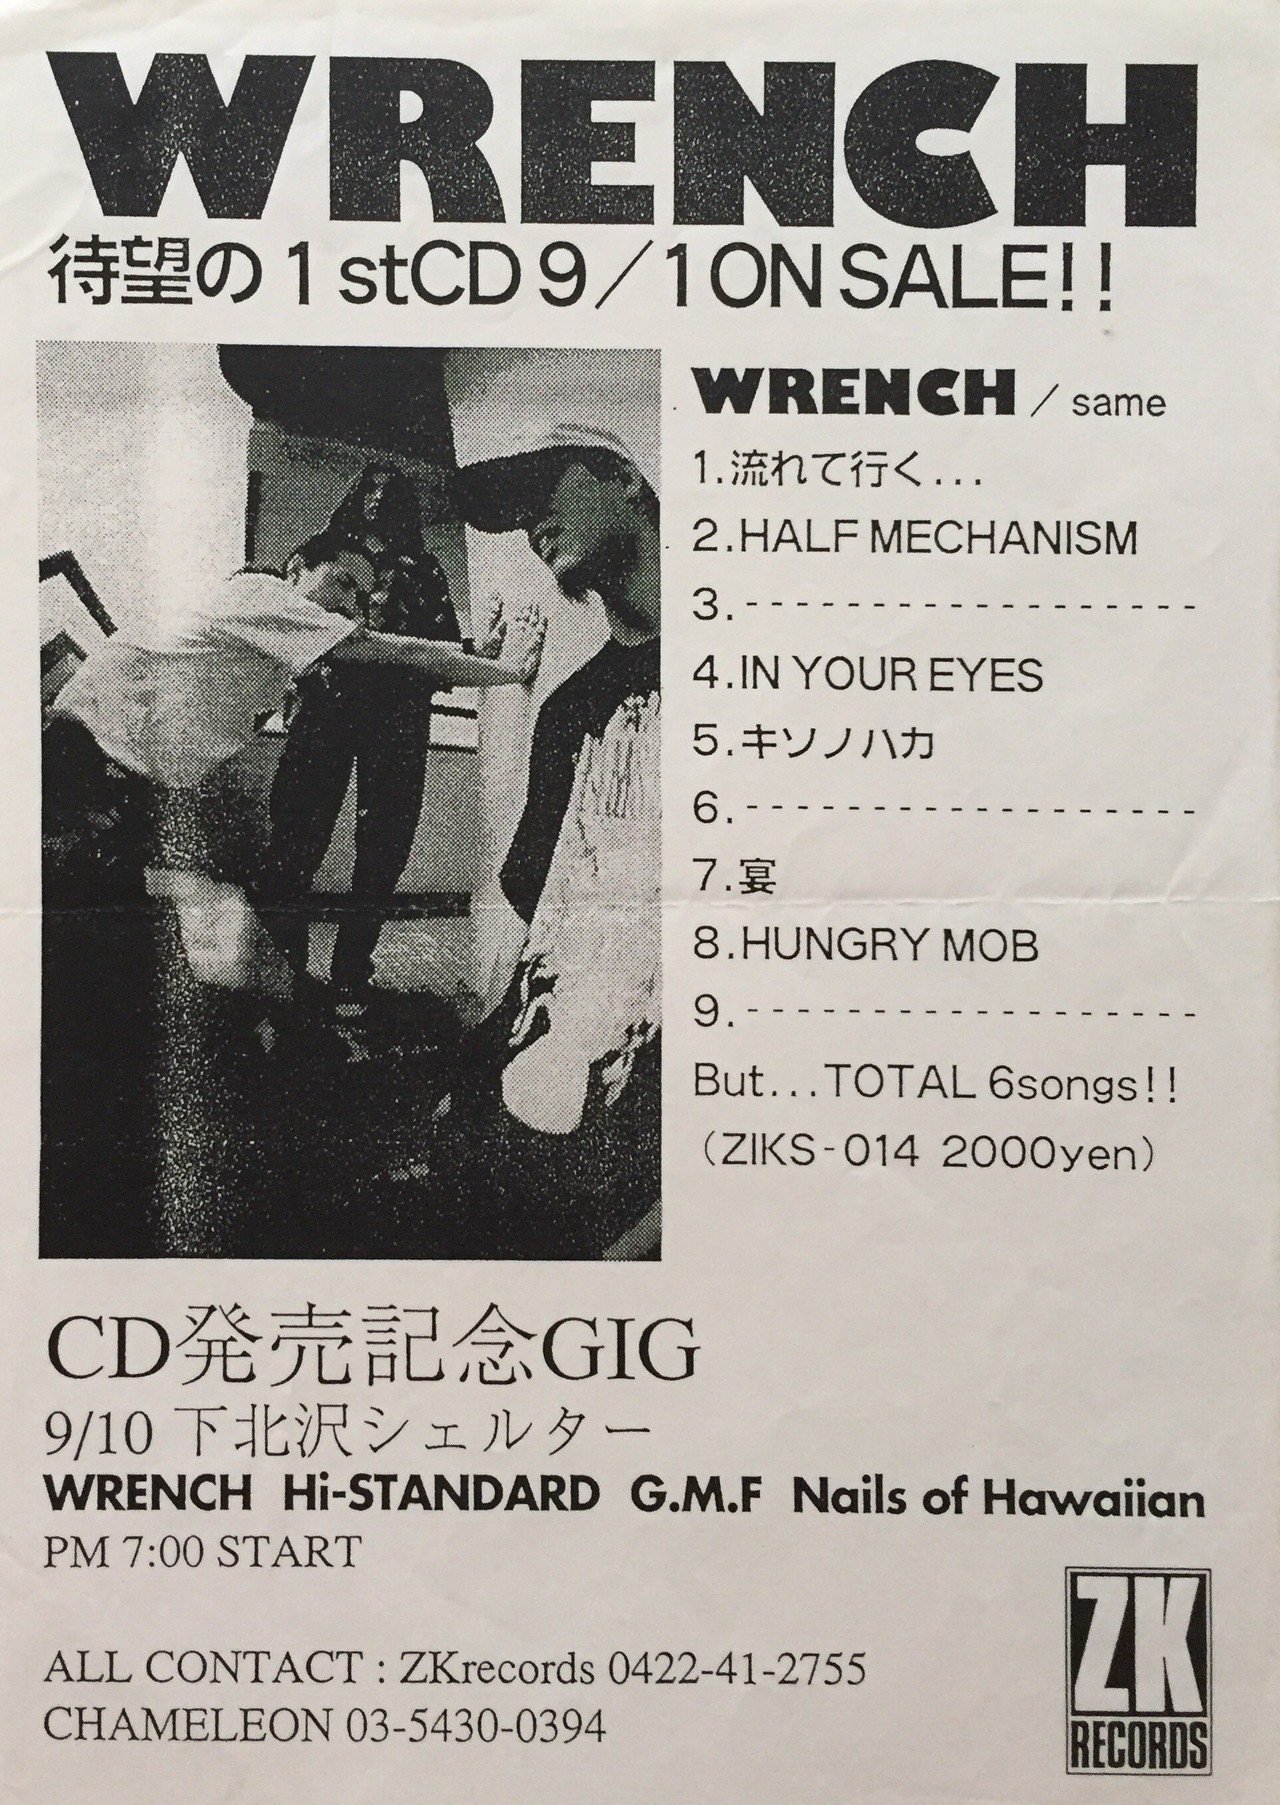 WRENCH
待望の1stCD9/1ON SALE!!
WRENCH / same
1.流れて行く...
2.HALF MECHANISM
3.------------------
4.IN YOUR EYES
5.キソノハカ
6.------------------
7.宴
8.HUNGRY MOB
9.------------------
But...TOTAL 6songs!!
(ZIKS-014 2000yen)
CD発売記念GIG
9/10 下北沢シェルター
WRENCH Hi-STANDARD G.M.F Nails of Hawaiian
PM 7:00 START
ALL CONTACT : ZKrecords 0422-41-2755
CHAMELEON 03-5430-0394
ZK
RECORDS